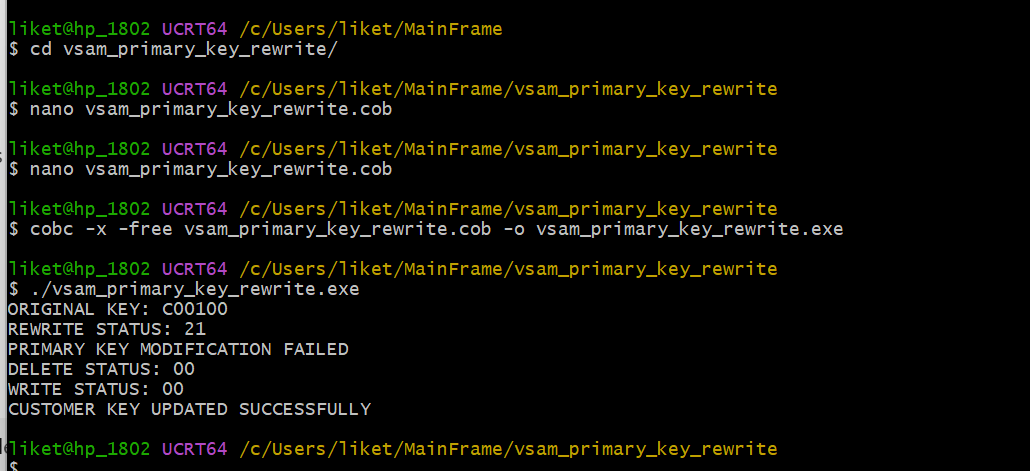 liket@hp_1802 UCRT64 /c/Users/liket/MainFrame
$ cd vsam_primary_key_rewrite/
liket@hp_1802 UCRT64 /c/Users/liket/MainFrame/vsam_primary_key_rewrite
$ nano vsam_primary_key_rewrite.cob
liket@hp_1802 UCRT64 /c/Users/liket/MainFrame/vsam_primary_key_rewrite
$ nano vsam_primary_key_rewrite.cob
liket@hp_1802 UCRT64 /c/Users/liket/MainFrame/vsam_primary_key_rewrite
$ cobc -x -free vsam_primary_key_rewrite.cob -o vsam_primary_key_rewrite.exe
liket@hp_1802 UCRT64 /c/Users/liket/MainFrame/vsam_primary_key_rewrite
$ ./vsam_primary_key_rewrite.exe
ORIGINAL KEY: C00100
REWRITE STATUS: 21
PRIMARY KEY MODIFICATION FAILED
DELETE STATUS: 00
WRITE STATUS: 00
CUSTOMER KEY UPDATED SUCCESSFULLY
liket@hp_1802 UCRT64 /c/Users/liket/MainFrame/vsam_primary_key_rewrite
$